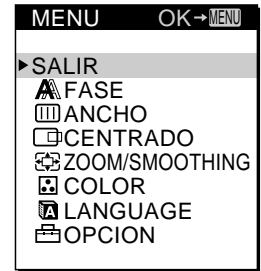 MENU OK→MENU
SALIR
FASE
ANCHO
CENTRADO
ZOOM/SMOOTHING
COLOR
LANGUAGE
OPCION